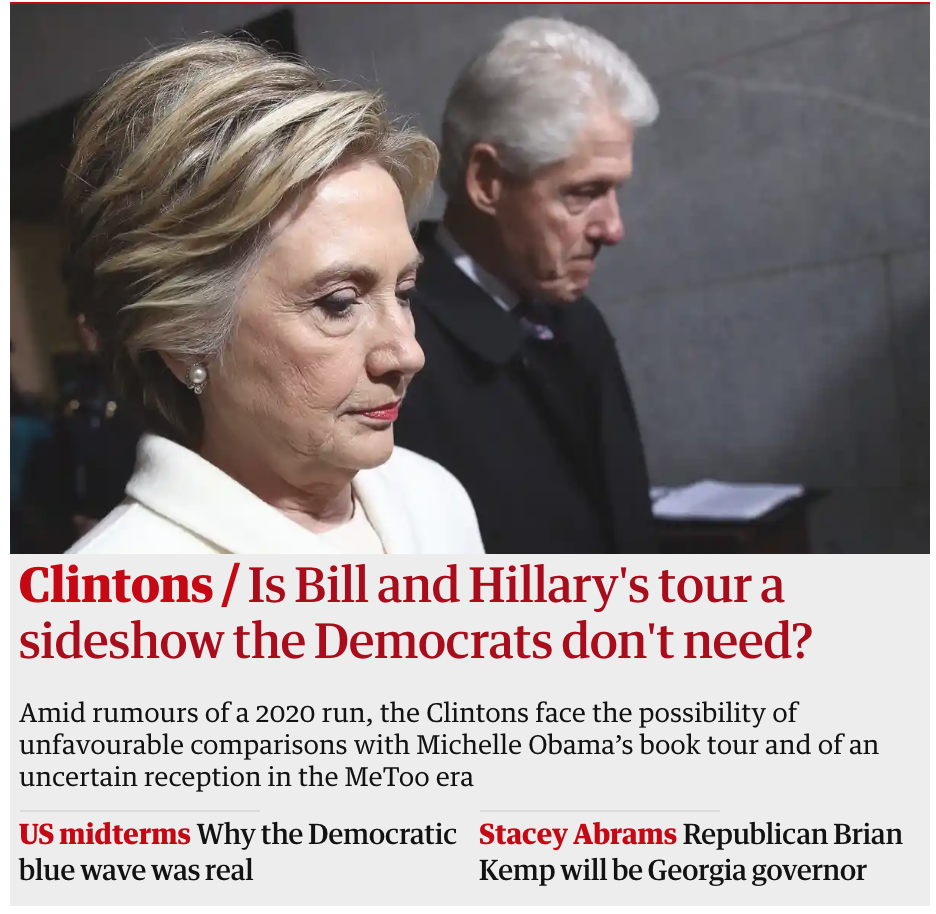 Clintons / Is Bill and Hillary's tour a
sideshow the Democrats don't need?
Amid rumours of a 2020 run, the Clintons face the possibility of
unfavourable comparisons with Michelle Obama’s book tour and of an
uncertain reception in the MeToo era
US midterms Why the Democratic
blue wave was real
Stacey Abrams Republican Brian
Kemp will be Georgia governor